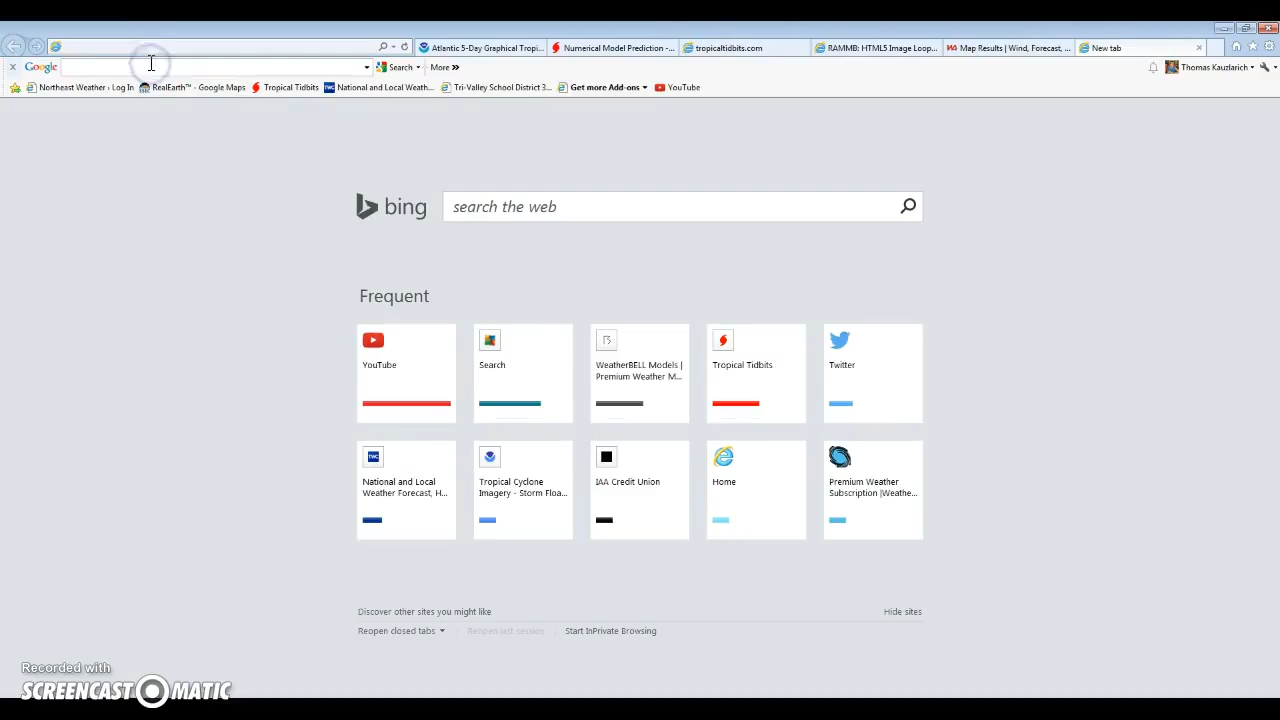 Atlantic 5-Day Graphical Tropi...
Numerical Model Prediction -...
tropicaltidbits.com
RAMMB: HTML5 Image Loop...
Map Results | Wind, Forecast, ...
New tab
Google
Search
More »
Thomas Kauzlarich
Northeast Weather › Log In
RealEarth™ - Google Maps
Tropical Tidbits
National and Local Weath...
Tri-Valley School District 3...
Get more Add-ons
YouTube
bing
search the web
Frequent
YouTube
Search
WeatherBELL Models |
Premium Weather M...
Tropical Tidbits
Twitter
TWC
National and Local
Weather Forecast, H...
Tropical Cyclone
Imagery - Storm Floa...
IAA Credit Union
Home
Premium Weather
Subscription |Weathe...
Discover other sites you might like
Hide sites
Reopen closed tabs
Reopen last session
Start InPrivate Browsing
Recorded with
SCREENCAST MATIC